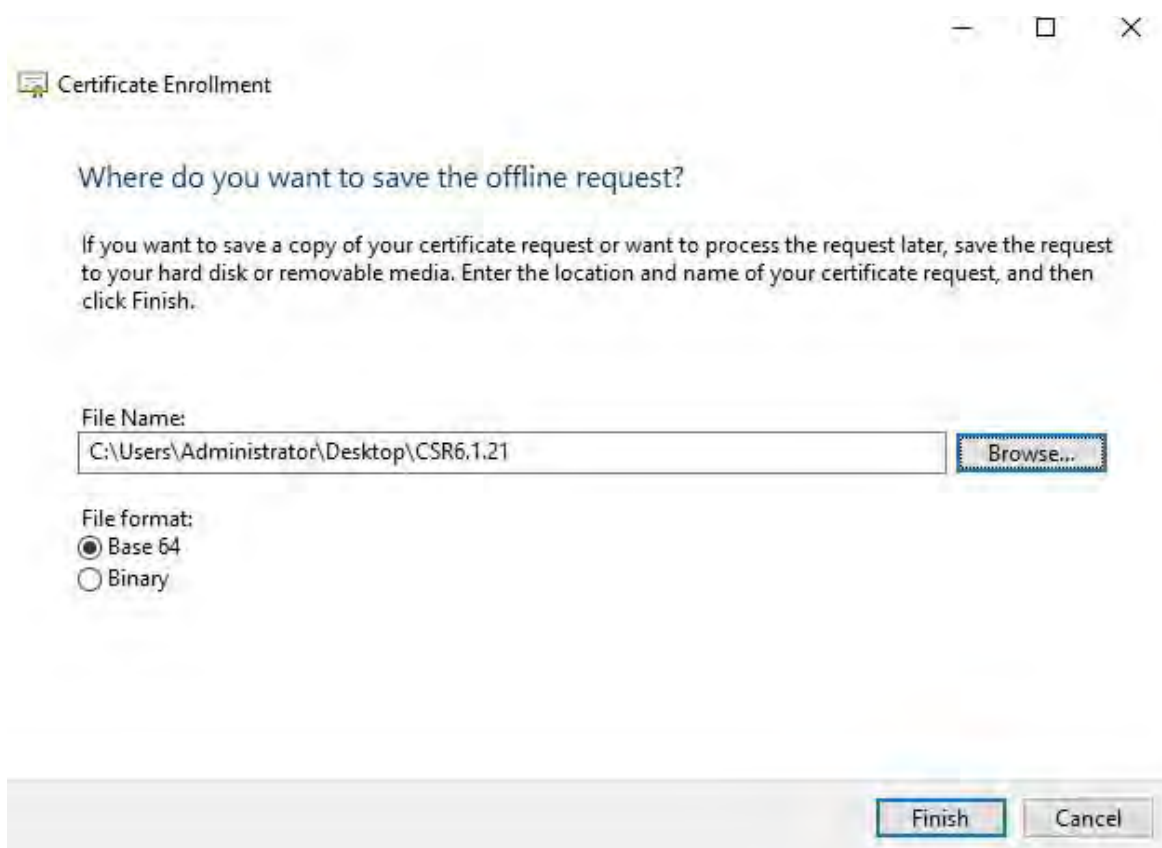 Certificate Enrollment
Where do you want to save the offline request?
If you want to save a copy of your certificate request or want to process the request later, save the request
to your hard disk or removable media. Enter the location and name of your certificate request, and then
click Finish.
File Name:
C:\Users\Administrator\Desktop\CSR6.1.21
Browse...
File format:
Base 64
Binary
Finish
Cancel